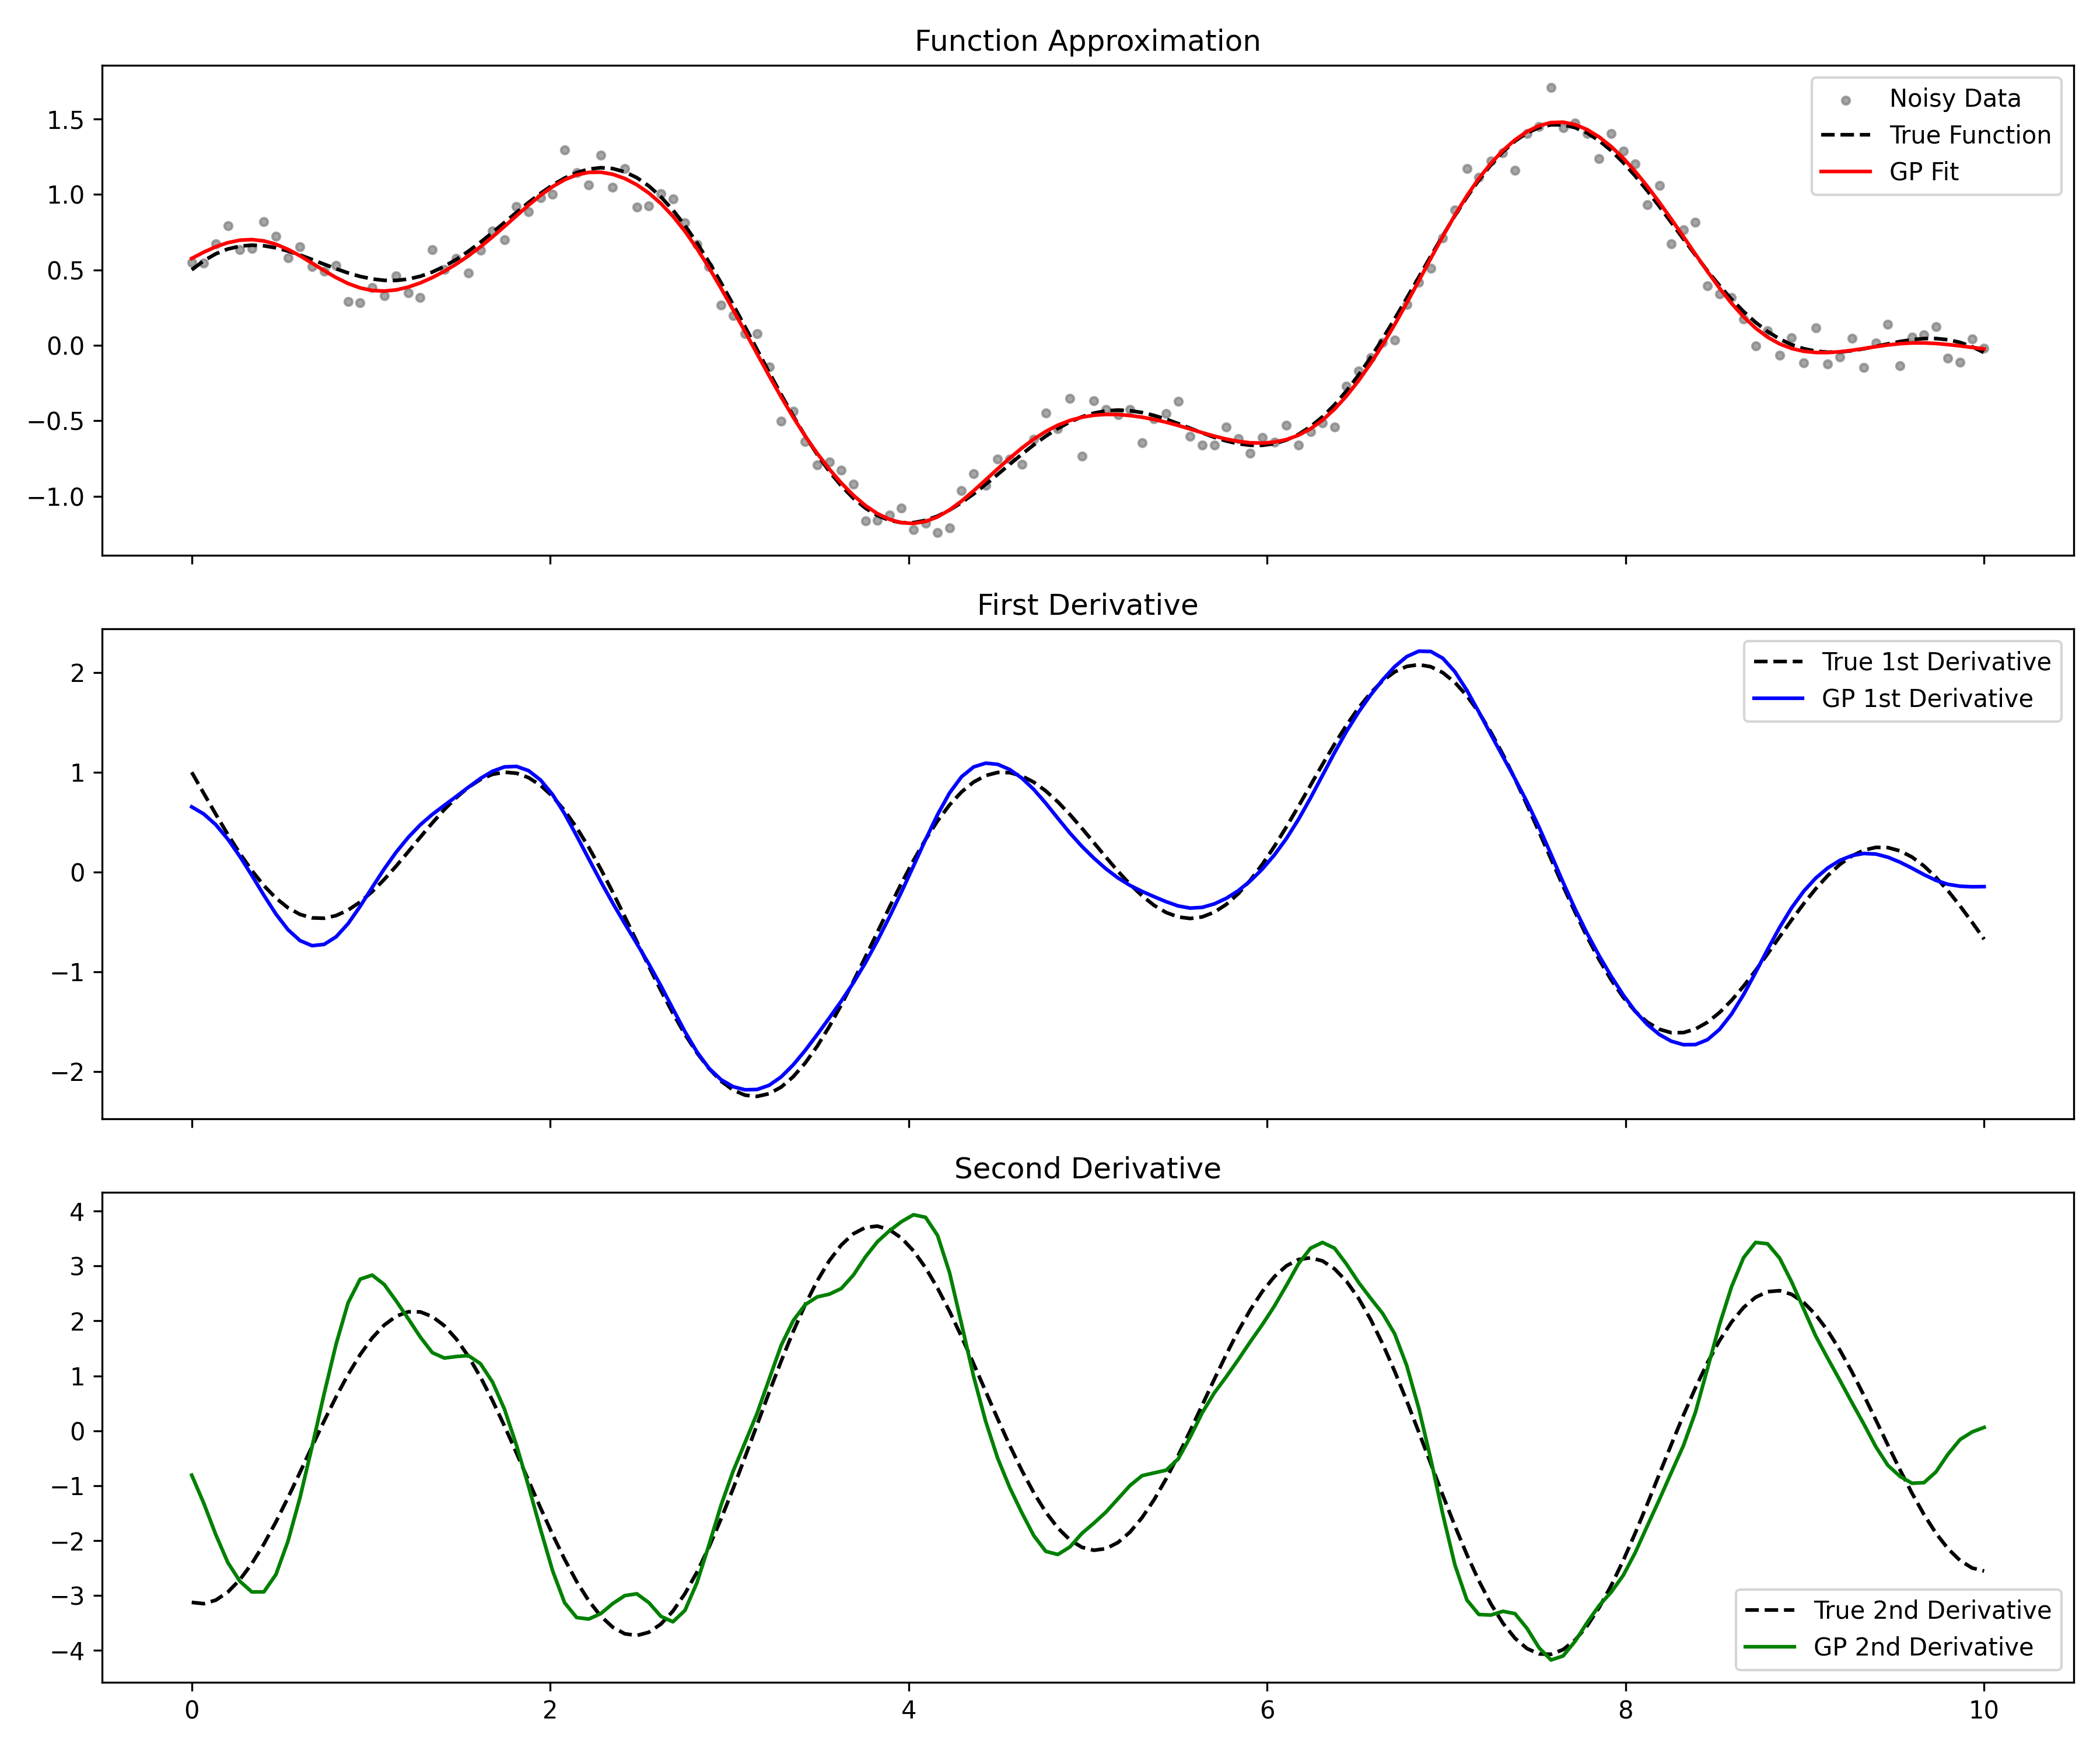 Function Approximation
1.5
1.0
0.5
0.0
−0.5
−1.0
Noisy Data
True Function
GP Fit
First Derivative
2
1
0
−1
−2
True 1st Derivative
GP 1st Derivative
Second Derivative
4
3
2
1
0
−1
−2
−3
−4
True 2nd Derivative
GP 2nd Derivative
0 2 4 6 8 10